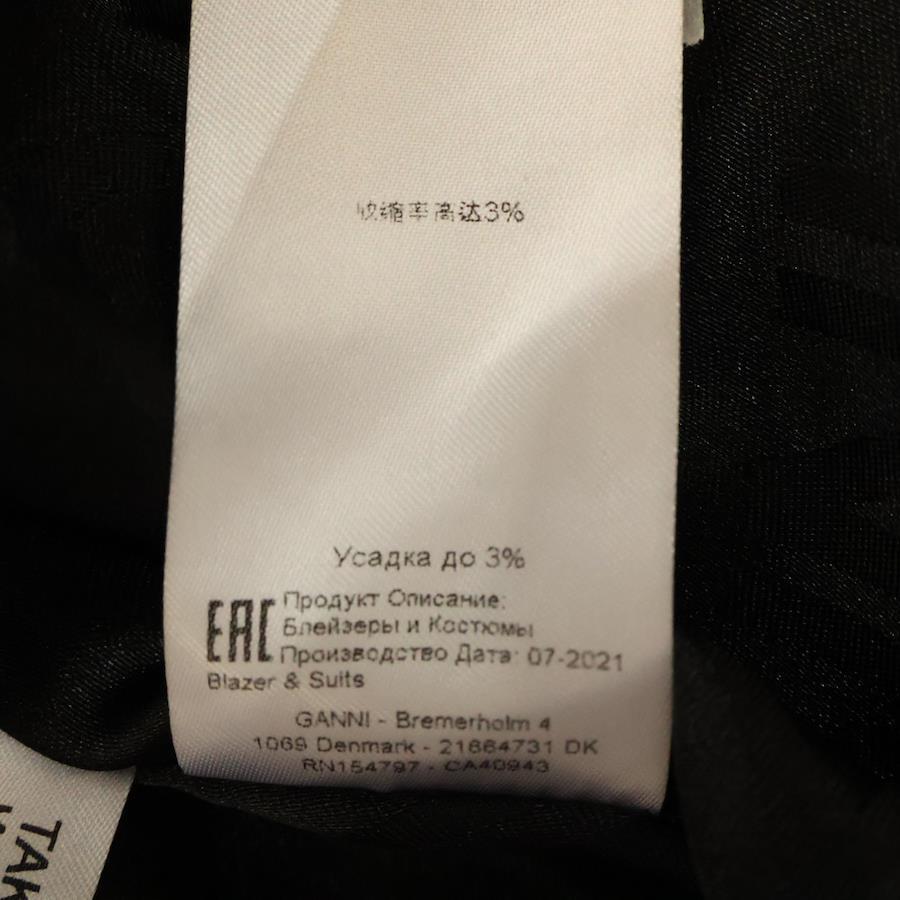 收缩率高达3%
Усадка до 3%
EAC
Продукт Описание:
Блейзеры и Костюмы
Производство Дата: 07-2021
Blazer & Suits
GANNI - Bremerholm 4
1069 Denmark - 21664731 DK
RN154797 - CA40943
TAK